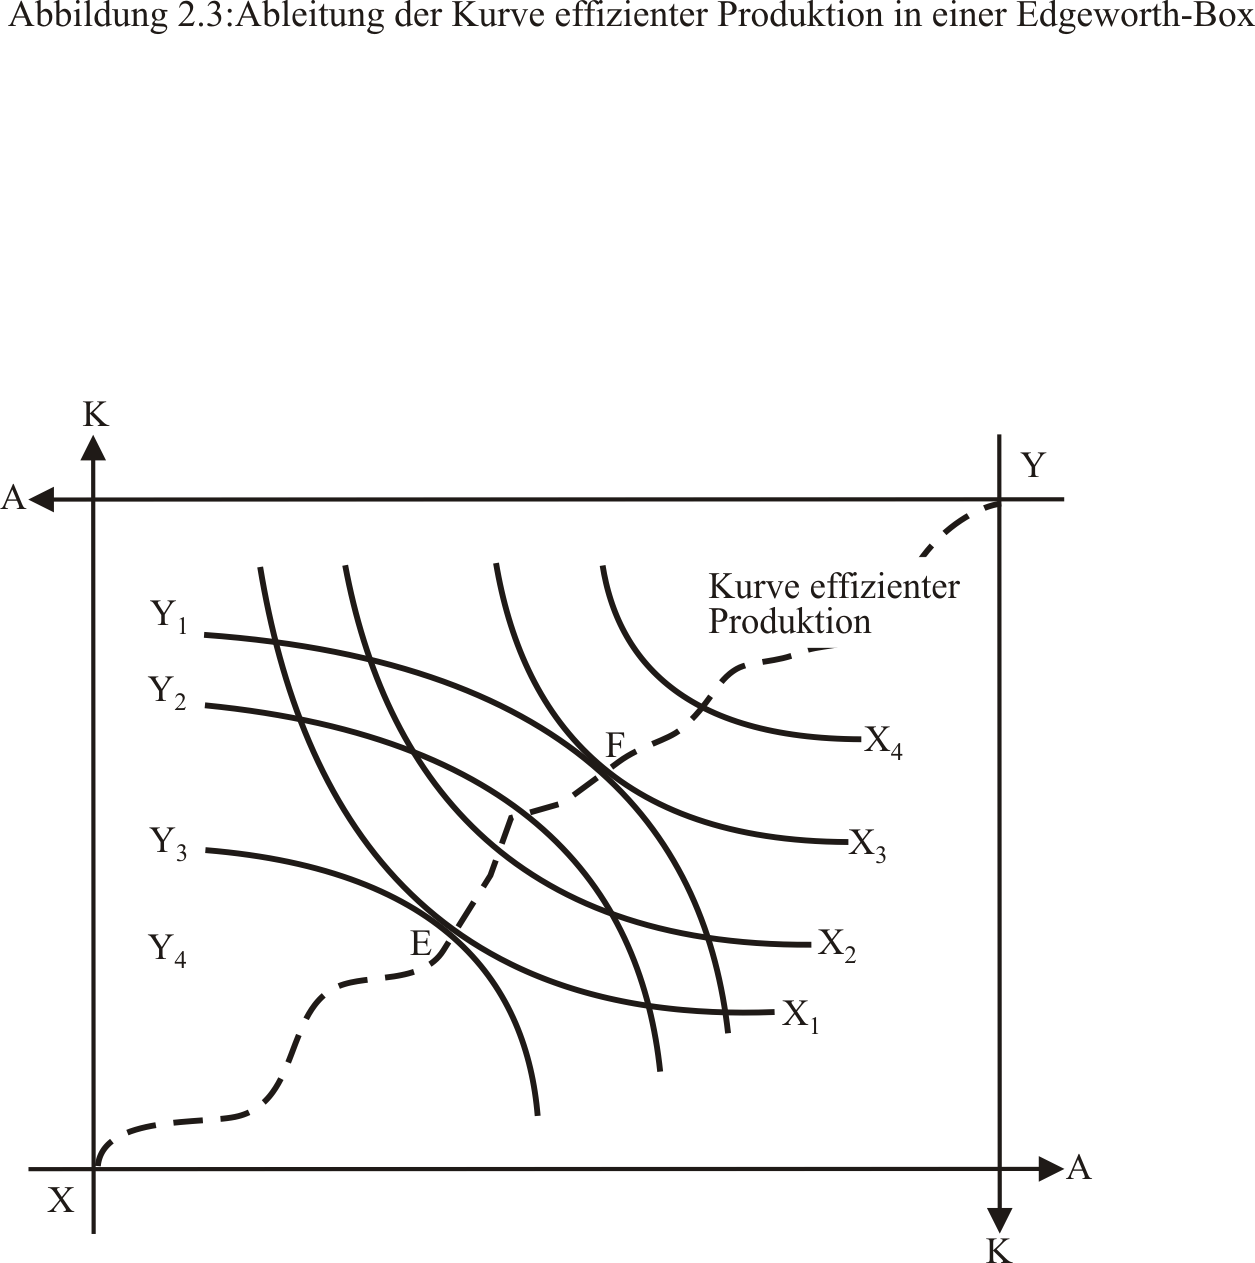 Abbildung 2.3:Ableitung der Kurve effizienter Produktion in einer Edgeworth-Box
K
Y
A
Kurve effizienter
Produktion
Y1
Y2
F
X4
Y3
X3
E
Y4
X2
X1
A
X
K